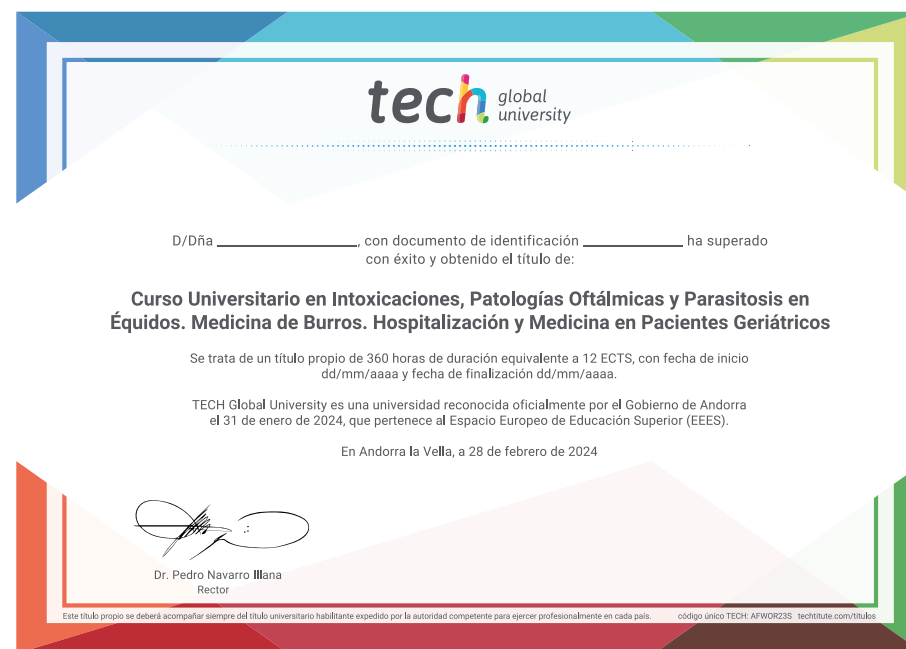 tech global university
D/Dña ____________________, con documento de identificación ______________ ha superado
con éxito y obtenido el título de:
Curso Universitario en Intoxicaciones, Patologías Oftálmicas y Parasitosis en
Équidos. Medicina de Burros. Hospitalización y Medicina en Pacientes Geriátricos
Se trata de un título propio de 360 horas de duración equivalente a 12 ECTS, con fecha de inicio
dd/mm/aaaa y fecha de finalización dd/mm/aaaa.
TECH Global University es una universidad reconocida oficialmente por el Gobierno de Andorra
el 31 de enero de 2024, que pertenece al Espacio Europeo de Educación Superior (EEES).
En Andorra la Vella, a 28 de febrero de 2024
Dr. Pedro Navarro Illana
Rector
Este título propio se deberá acompañar siempre del título universitario habilitante expedido por la autoridad competente para ejercer profesionalmente en cada país. código único TECH: AFWOR23S techtitute.com/titulos